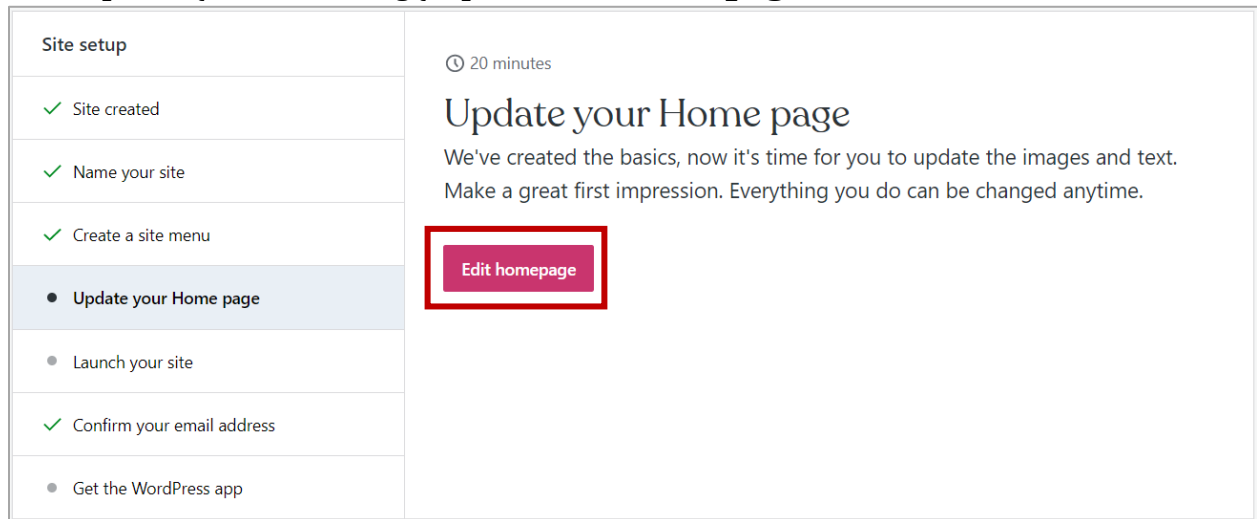 Site setup
Site created
Name your site
Create a site menu
Update your Home page
Launch your site
Confirm your email address
Get the WordPress app
20 minutes
Update your Home page
We've created the basics, now it's time for you to update the images and text.
Make a great first impression. Everything you do can be changed anytime.
Edit homepage